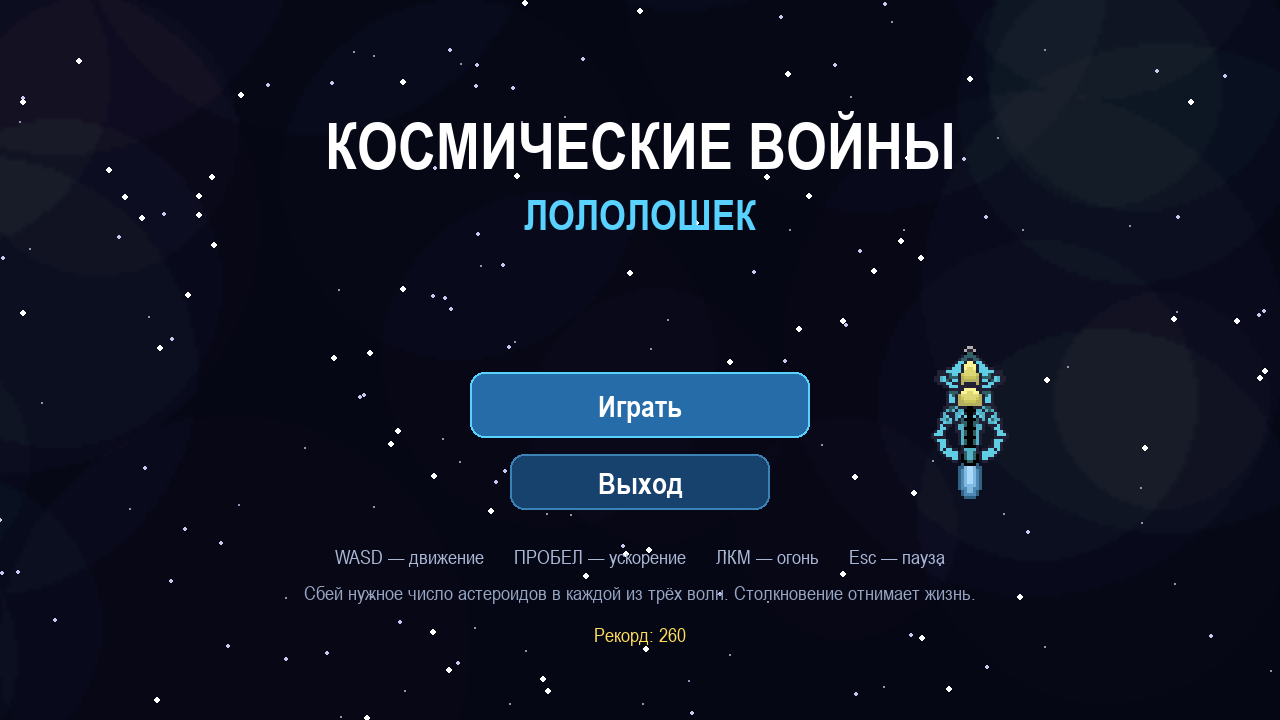 КОСМИЧЕСКИЕ ВОЙНЫ
ЛОЛОЛОШЕК
Играть
Выход
WASD — движение ПРОБЕЛ — ускорение ЛКМ — огонь Esc — пауза
Сбей нужное число астероидов в каждой из трёх волн. Столкновение отнимает жизнь.
Рекорд: 260